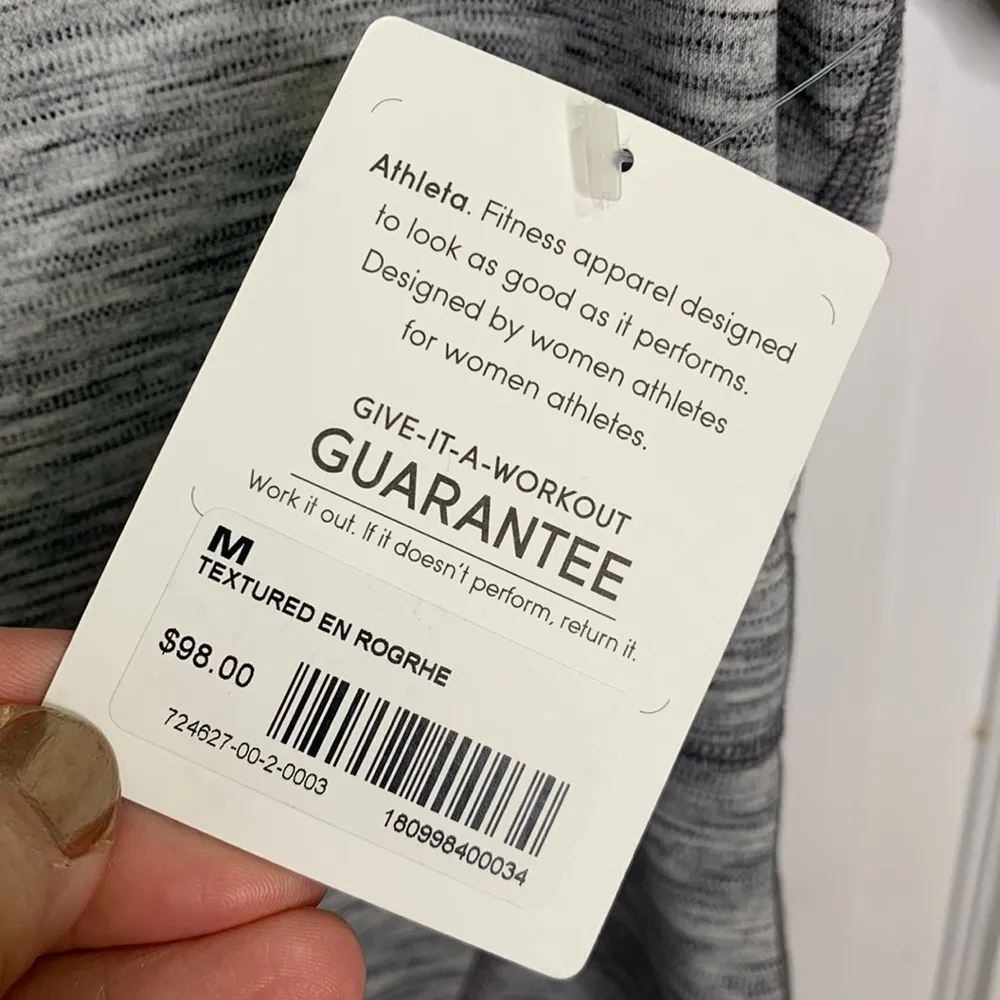 Athleta. Fitness apparel designed
to look as good as it performs.
Designed by women athletes
for women athletes.
GIVE-IT-A-WORKOUT
GUARANTEE
Work it out. If it doesn't perform, return it.
M
TEXTURED EN ROGRHE
$98.00
724627-00-2-0003
180998400034